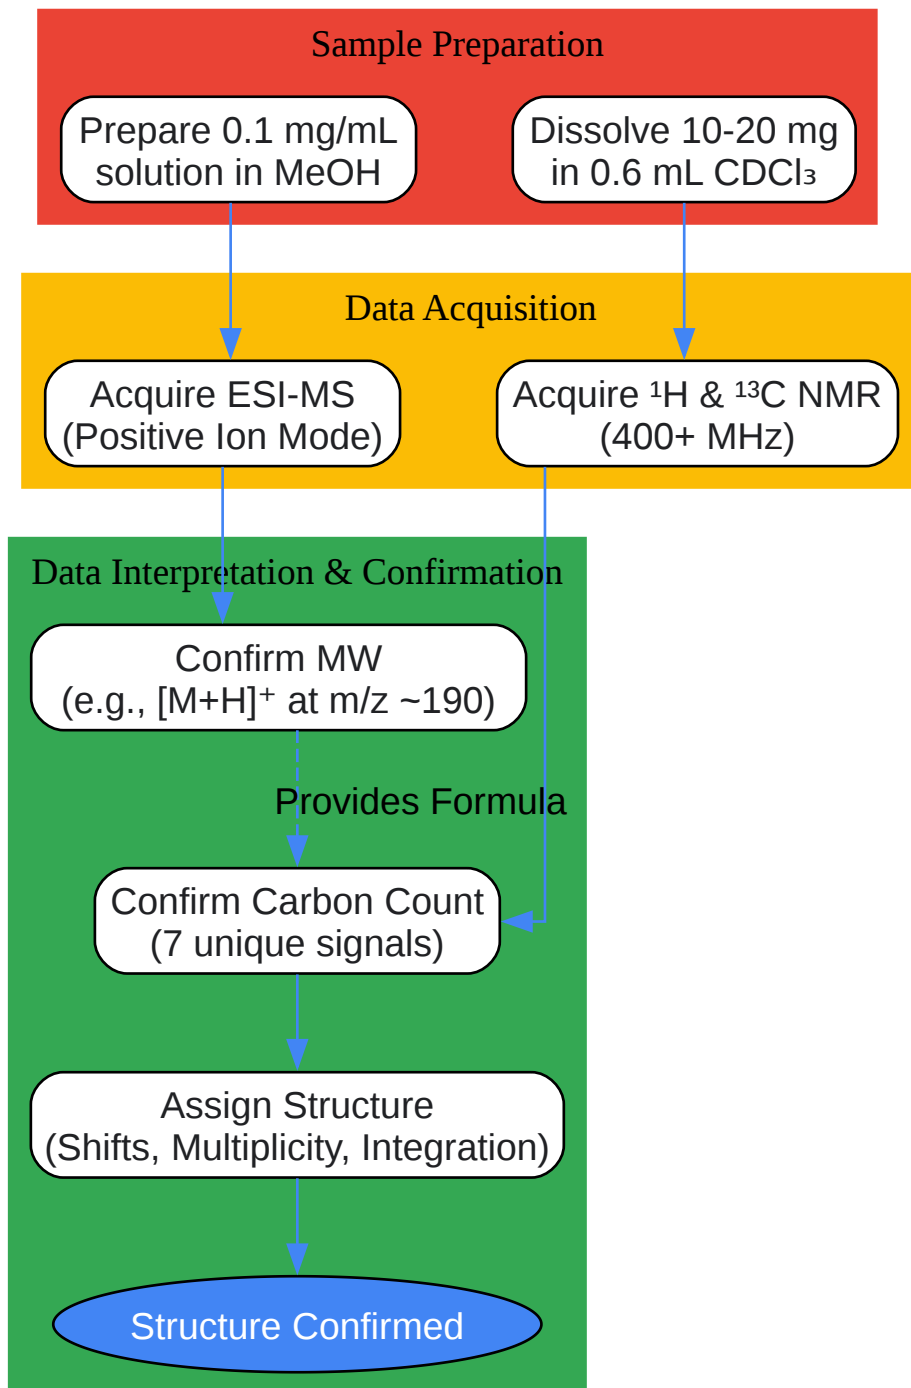 Sample Preparation
Prepare 0.1 mg/mL
solution in MeOH
Dissolve 10-20 mg
in 0.6 mL CDCl₃
Data Acquisition
Acquire ESI-MS
(Positive Ion Mode)
Acquire ¹H & ¹³C NMR
(400+ MHz)
Data Interpretation & Confirmation
Confirm MW
(e.g., [M+H]⁺ at m/z ~190)
Provides Formula
Confirm Carbon Count
(7 unique signals)
Assign Structure
(Shifts, Multiplicity, Integration)
Structure Confirmed